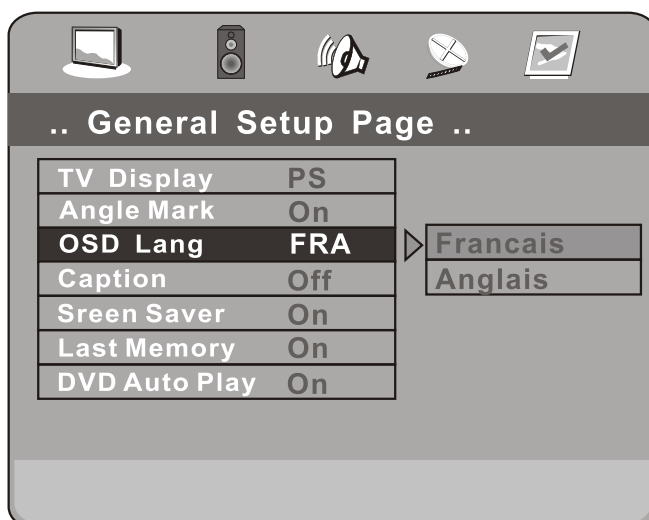 .. General Setup Page ..
TV Display PS
Angle Mark On
OSD Lang FRA Francais
Caption Off Anglais
Sreen Saver On
Last Memory On
DVD Auto Play On